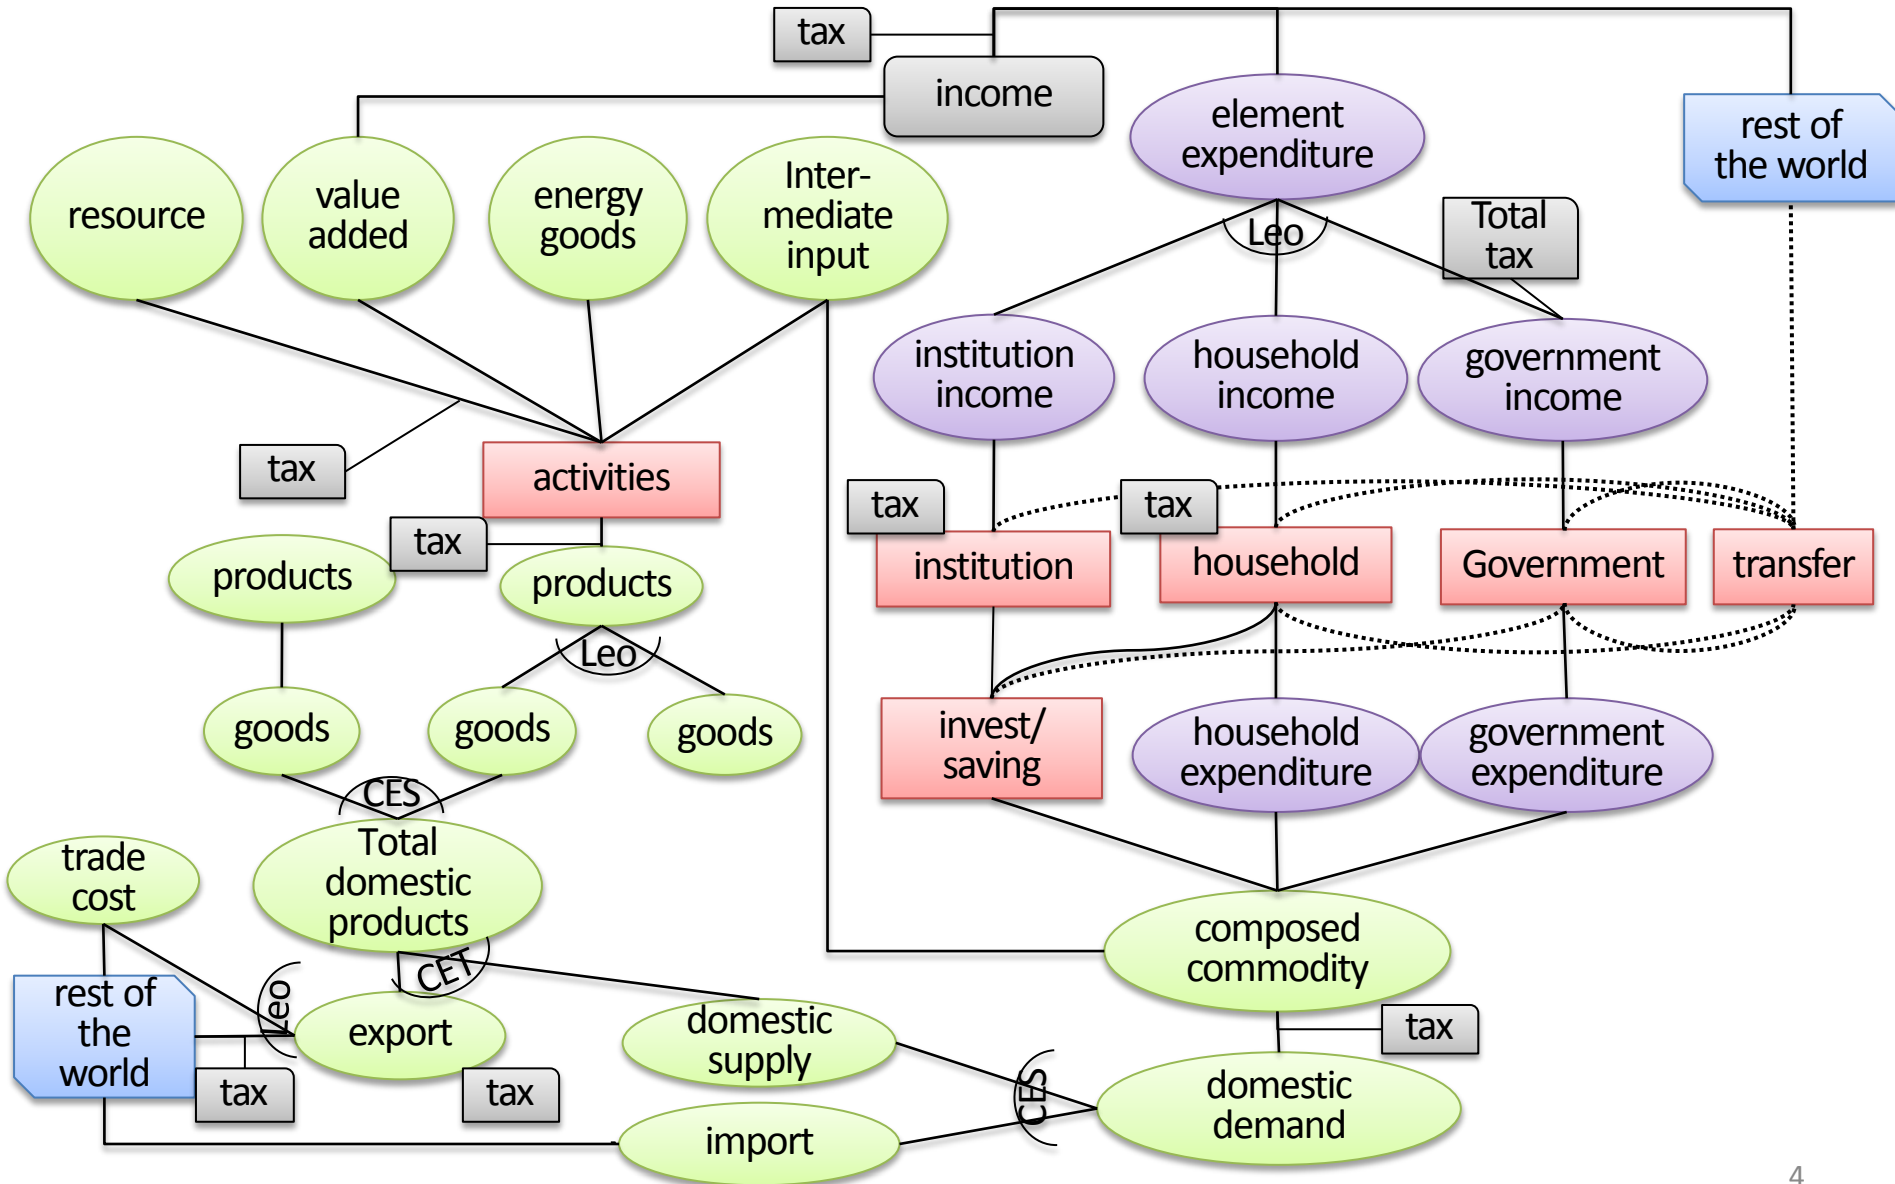 tax
income
element
expenditure
rest of
the world
resource
value
added
energy
goods
Inter-
mediate
input
Leo
Total
tax
institution
income
household
income
government
income
tax
activities
tax
tax
tax
products
products
institution
household
Government
transfer
Leo
goods
goods
goods
invest/
saving
household
expenditure
government
expenditure
CES
Total
domestic
products
trade
cost
CET
composed
commodity
rest of
the
world
Leo
export
tax
tax
domestic
supply
tax
CES
domestic
demand
import
4